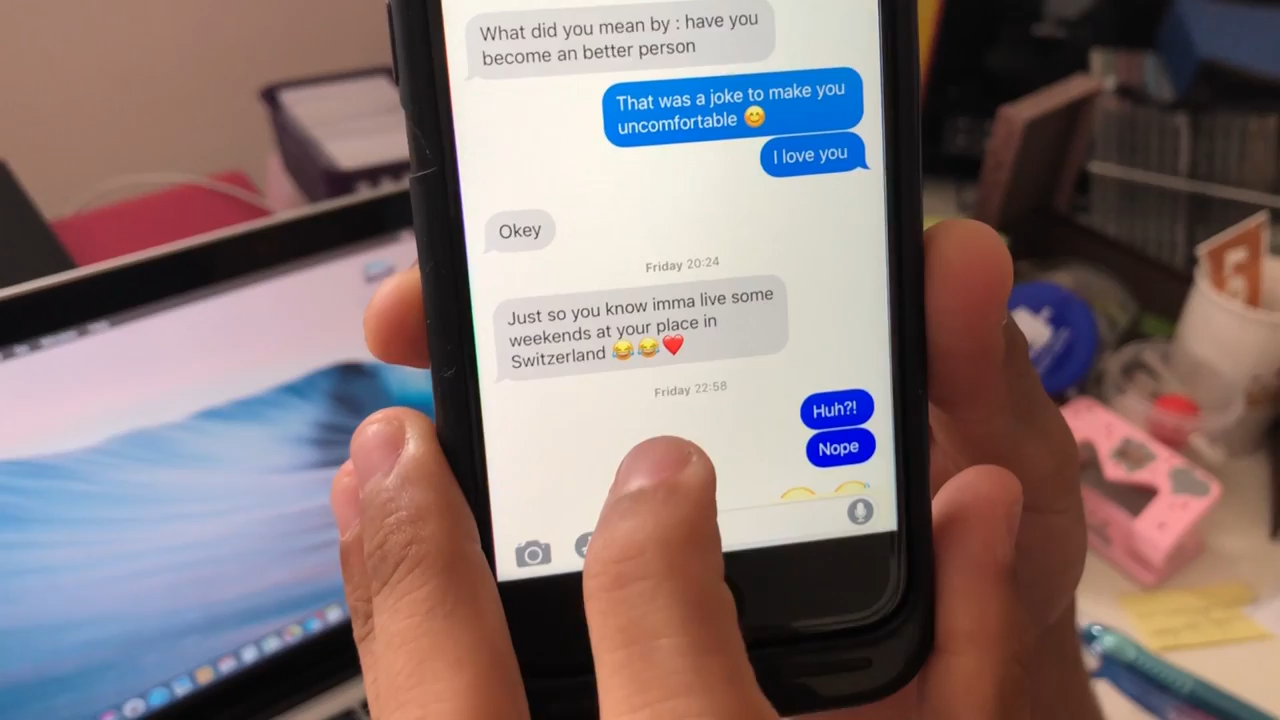 What did you mean by : have you
become an better person
That was a joke to make you
uncomfortable 😊
I love you
Okey
Friday 20:24
Just so you know imma live some
weekends at your place in
Switzerland 😂😂❤️
Friday 22:58
Huh?!
Nope